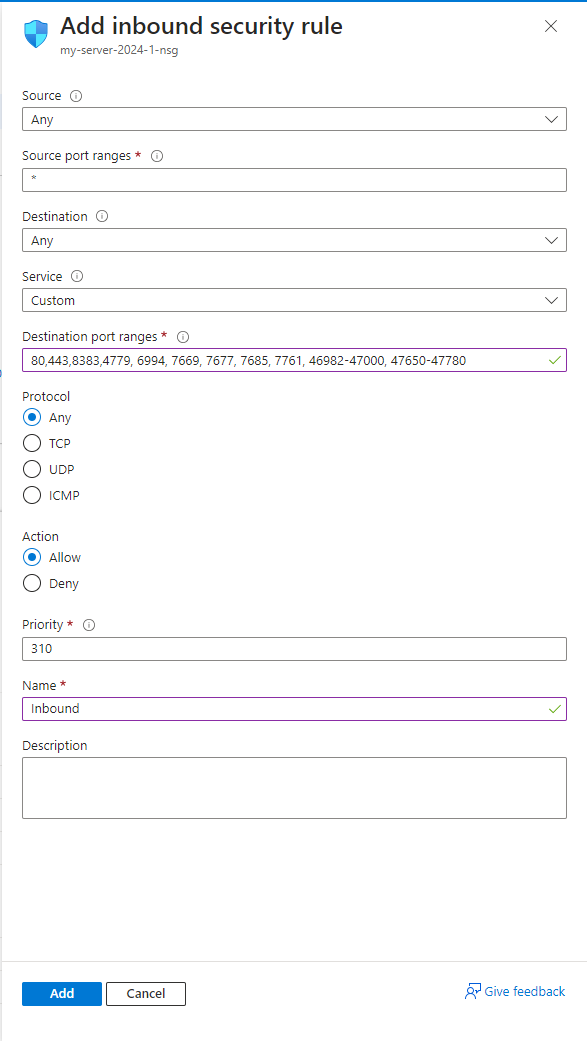 Add inbound security rule
my-server-2024-1-nsg
Source
Any
Source port ranges *
*
Destination
Any
Service
Custom
Destination port ranges *
80,443,8383,4779, 6994, 7669, 7677, 7685, 7761, 46982-47000, 47650-47780
Protocol
Any
TCP
UDP
ICMP
Action
Allow
Deny
Priority *
310
Name *
Inbound
Description
Add
Cancel
Give feedback